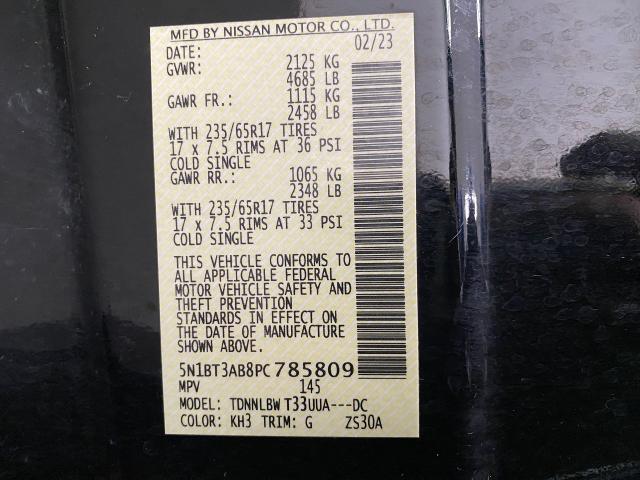 MFD BY NISSAN MOTOR CO., LTD.
DATE: 02/23
GVWR: 2125 KG
4685 LB
GAWR FR.: 1115 KG
2458 LB
WITH 235/65R17 TIRES
17 x 7.5 RIMS AT 36 PSI
COLD SINGLE
GAWR RR.: 1065 KG
2348 LB
WITH 235/65R17 TIRES
17 x 7.5 RIMS AT 33 PSI
COLD SINGLE
THIS VEHICLE CONFORMS TO
ALL APPLICABLE FEDERAL
MOTOR VEHICLE SAFETY AND
THEFT PREVENTION
STANDARDS IN EFFECT ON
THE DATE OF MANUFACTURE
SHOWN ABOVE.
5N1BT3AB8PC785809
MPV 145
MODEL: TDNNLBW T33UUA---DC
COLOR: KH3 TRIM: G ZS30A